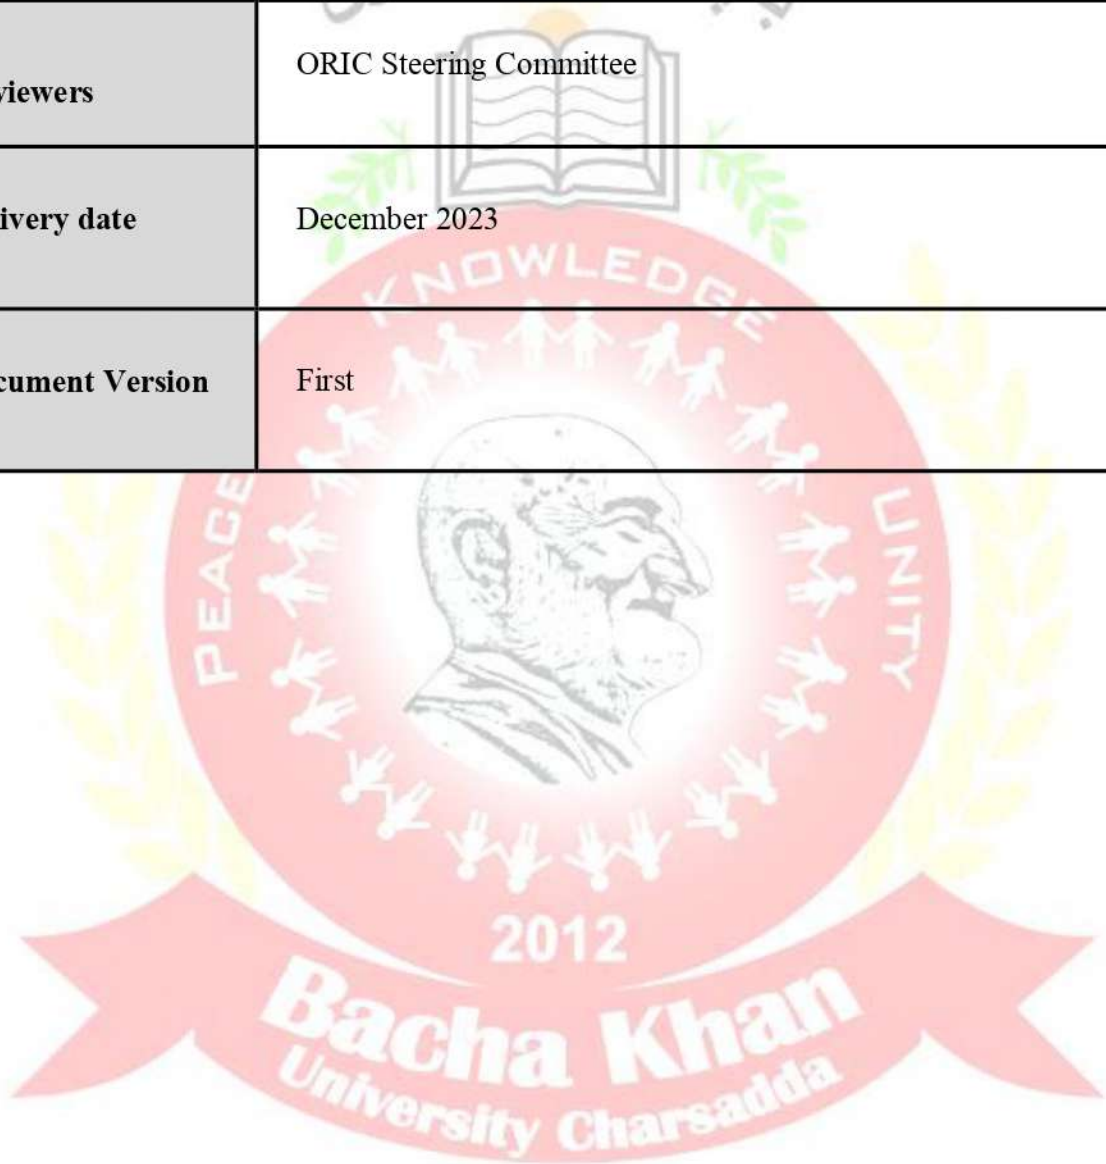 viewers
ORIC Steering Committee
ivery date
December 2023
cument Version
First
KNOWLEDGE
PEACE
UNITY
2012
Bacha Khan
University Charsadda